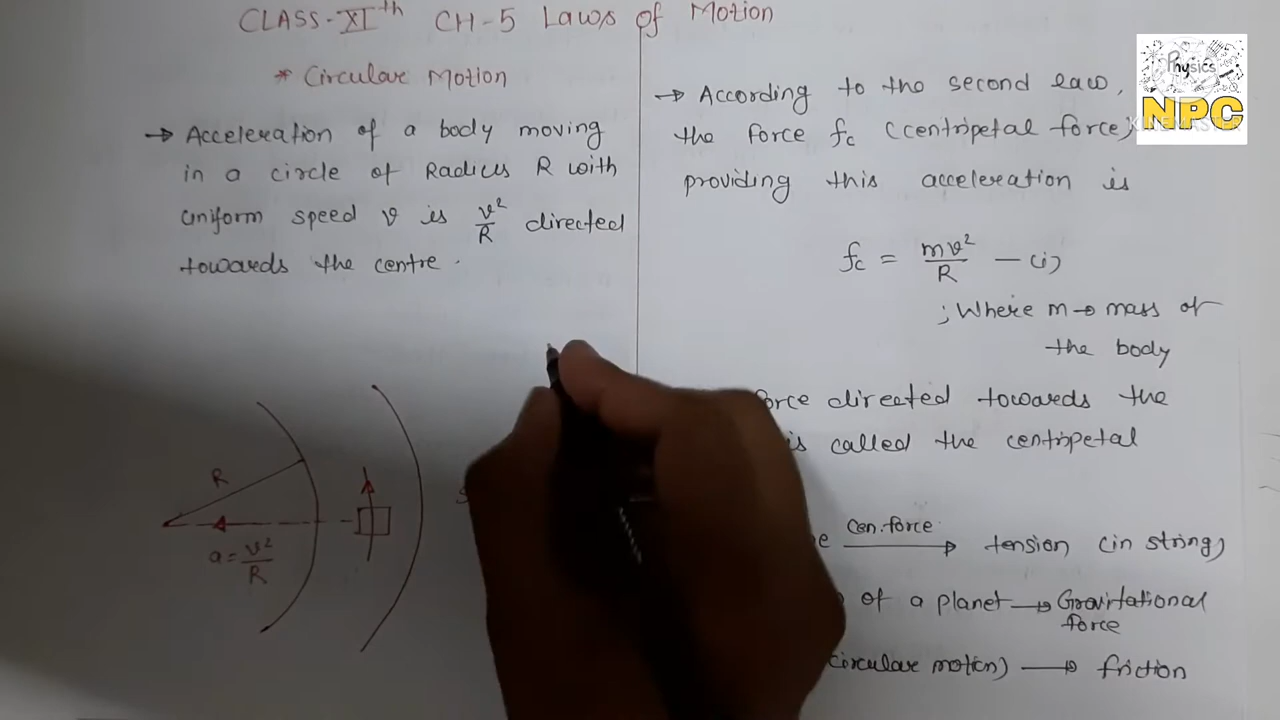 CLASS-XIth CH-5 Laws of Motion
* Circular Motion
→ Acceleration of a body moving
in a circle of Radius R with
uniform speed v is v²/R directed
towards the centre.
R
a = v²/R
→ According to the second law,
the force fc (centripetal force)
providing this acceleration is
fc = mv²/R — (i)
; Where m → mass of
the body
force directed towards the
is called the centripetal
Cen. force → tension (in string)
of a planet → Gravitational
force
circular motion) → friction
Physics
NPC